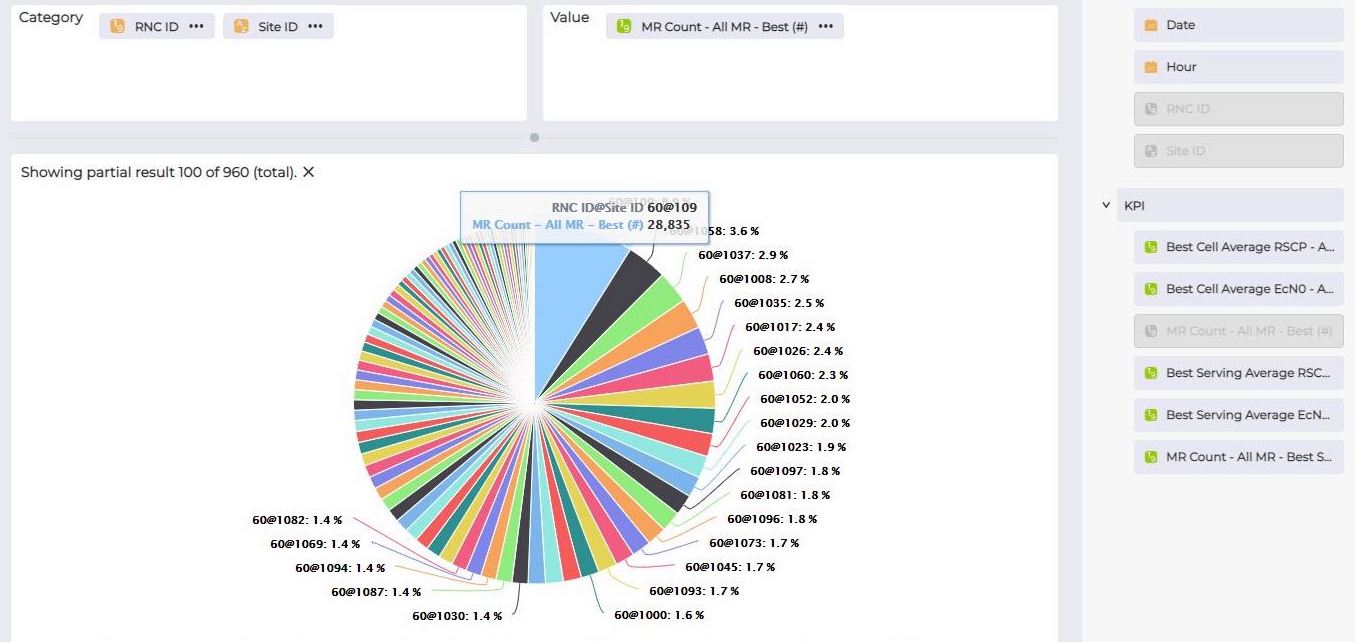 Category
RNC ID •••
Site ID •••
Value
MR Count - All MR - Best (#) •••
Showing partial result 100 of 960 (total). ✕
RNC ID@Site ID 60@109
MR Count – All MR – Best (#) 28,835
60@1058: 3.6 %
60@1037: 2.9 %
60@1008: 2.7 %
60@1035: 2.5 %
60@1017: 2.4 %
60@1026: 2.4 %
60@1060: 2.3 %
60@1052: 2.0 %
60@1029: 2.0 %
60@1023: 1.9 %
60@1097: 1.8 %
60@1081: 1.8 %
60@1096: 1.8 %
60@1073: 1.7 %
60@1045: 1.7 %
60@1093: 1.7 %
60@1000: 1.6 %
60@1082: 1.4 %
60@1069: 1.4 %
60@1094: 1.4 %
60@1087: 1.4 %
60@1030: 1.4 %
Date
Hour
RNC ID
Site ID
KPI
Best Cell Average RSCP - A...
Best Cell Average EcN0 - A...
MR Count - All MR - Best (#)
Best Serving Average RSC...
Best Serving Average EcN...
MR Count - All MR - Best S...